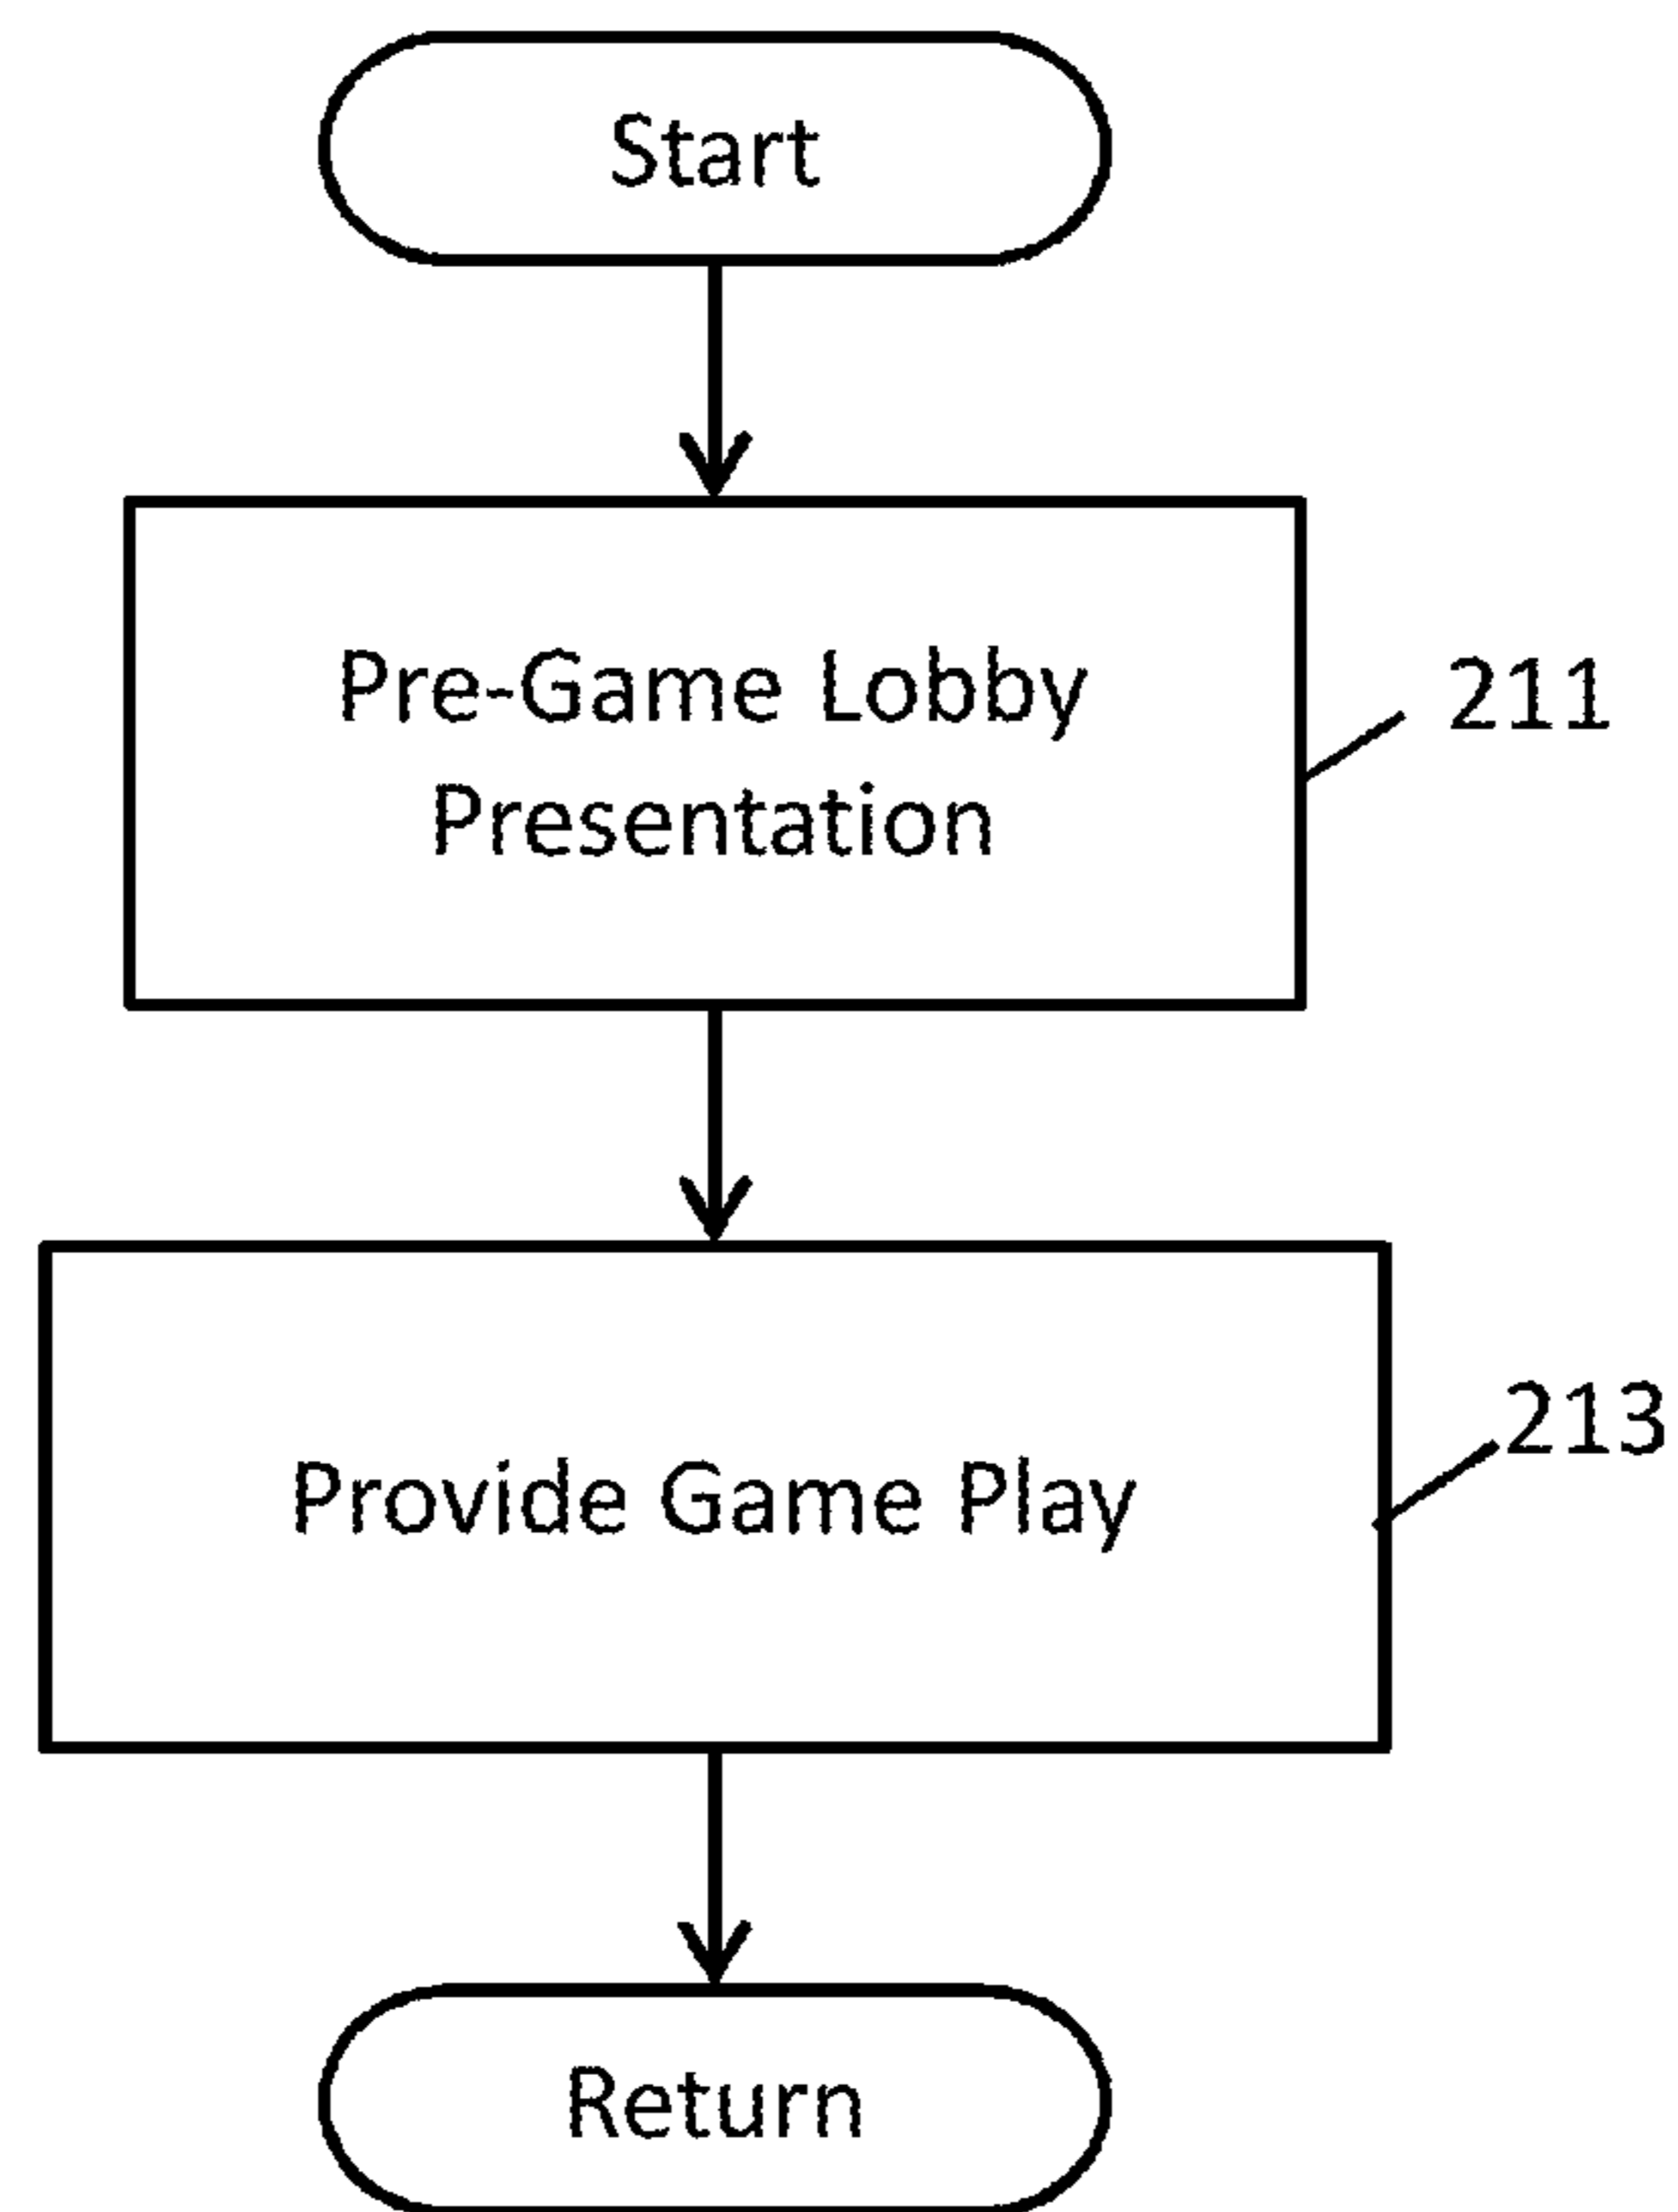 Start
Pre-Game Lobby
Presentation
211
Provide Game Play
213
Return